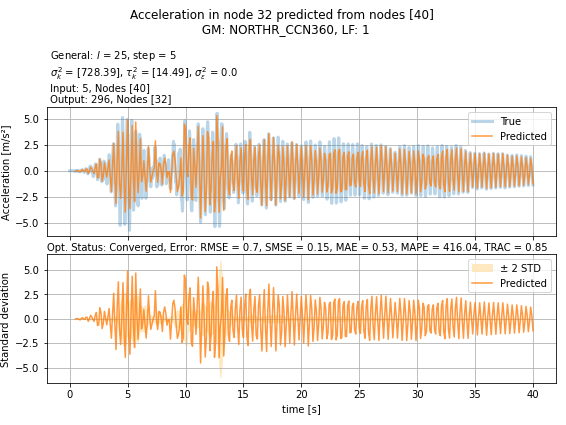 Acceleration in node 32 predicted from nodes [40]
GM: NORTHR_CCN360, LF: 1
General: l = 25, step = 5
σ²ₖ = [728.39], τ²ₖ = [14.49], σ²ε = 0.0
Input: 5, Nodes [40]
Output: 296, Nodes [32]
5.0
2.5
0.0
−2.5
−5.0
Acceleration [m/s²]
True
Predicted
Opt. Status: Converged, Error: RMSE = 0.7, SMSE = 0.15, MAE = 0.53, MAPE = 416.04, TRAC = 0.85
5.0
2.5
0.0
−2.5
−5.0
Standard deviation
± 2 STD
Predicted
0 5 10 15 20 25 30 35 40
time [s]